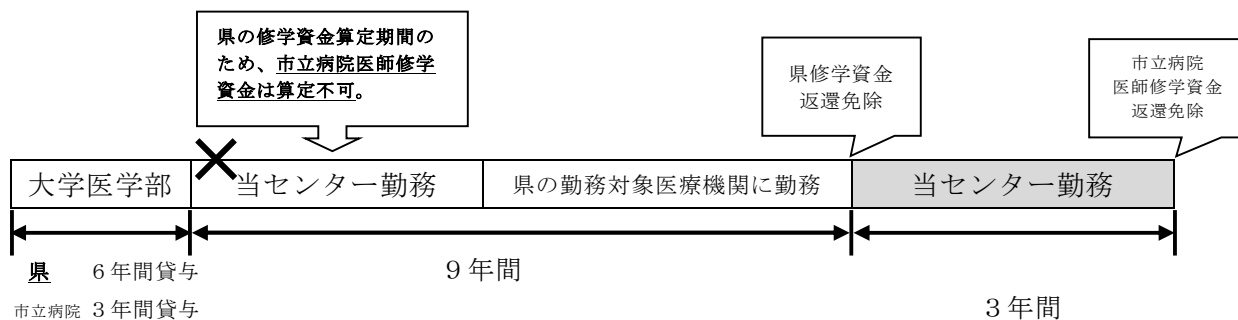 県の修学資金算定期間の
ため、市立病院医師修学
資金は算定不可。
県修学資金
返還免除
市立病院
医師修学資金
返還免除
大学医学部
当センター勤務
県の勤務対象医療機関に勤務
当センター勤務
県 6年間貸与
9年間
市立病院 3年間貸与
3年間